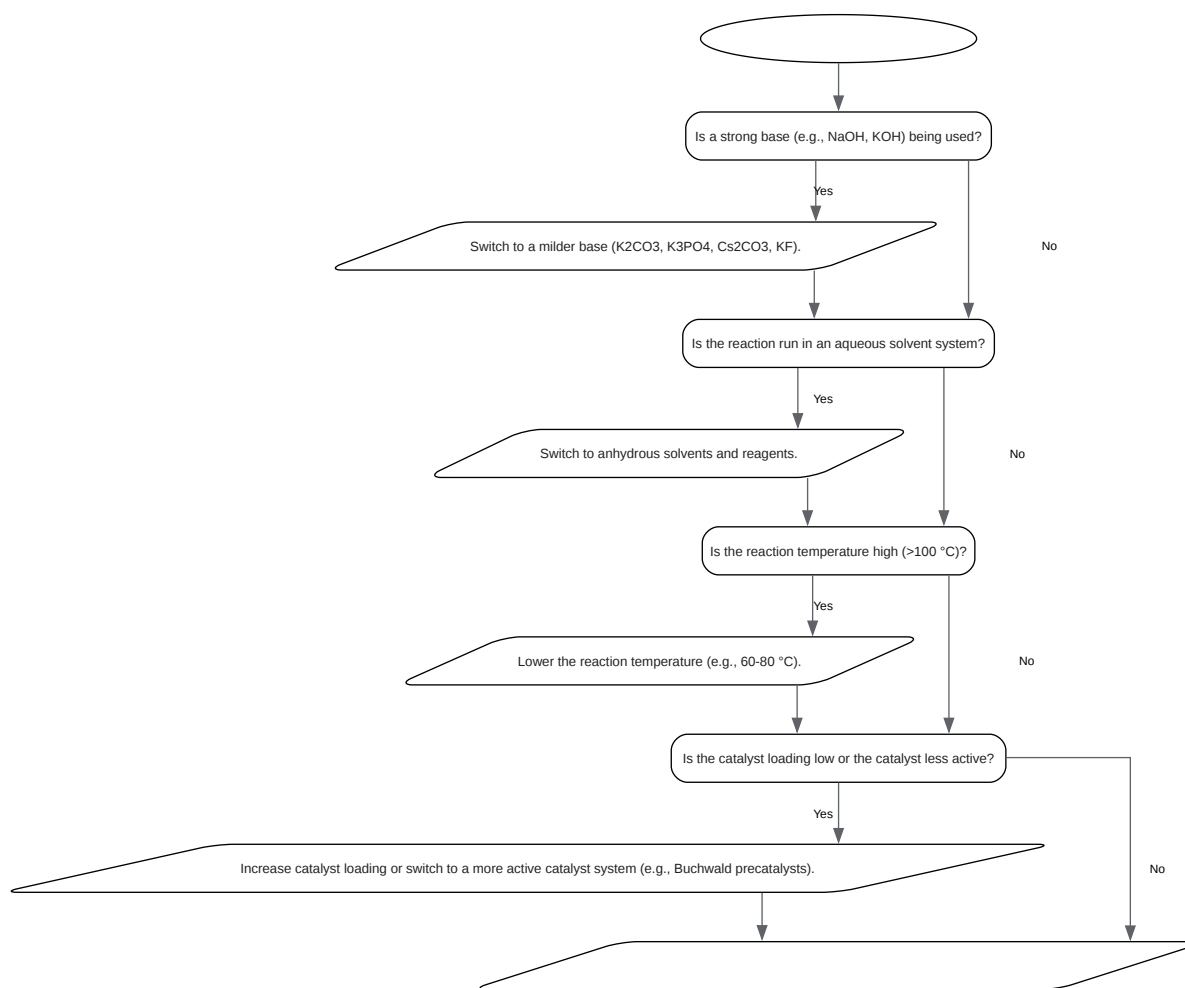 Is a strong base (e.g., NaOH, KOH) being used?
Yes
Switch to a milder base (K2CO3, K3PO4, Cs2CO3, KF).
No
Is the reaction run in an aqueous solvent system?
Yes
Switch to anhydrous solvents and reagents.
No
Is the reaction temperature high (>100 °C)?
Yes
Lower the reaction temperature (e.g., 60-80 °C).
No
Is the catalyst loading low or the catalyst less active?
Yes
Increase catalyst loading or switch to a more active catalyst system (e.g., Buchwald precatalysts).
No